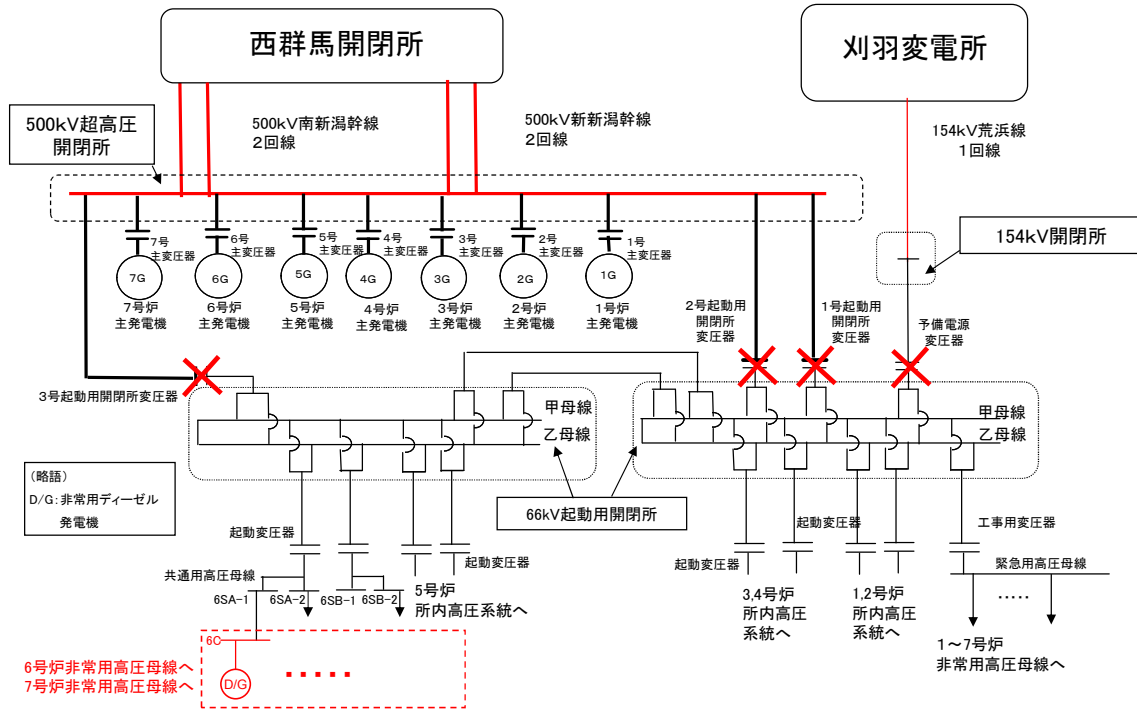 西群馬開閉所
刈羽変電所
500kV超高圧
開閉所
500kV南新潟幹線
2回線
500kV新新潟幹線
2回線
154kV荒浜線
1回線
154kV開閉所
7号
主変圧器
6号
主変圧器
5号
主変圧器
4号
主変圧器
3号
主変圧器
2号
主変圧器
1号
主変圧器
7G
6G
5G
4G
3G
2G
1G
7号炉
主発電機
6号炉
主発電機
5号炉
主発電機
4号炉
主発電機
3号炉
主発電機
2号炉
主発電機
1号炉
主発電機
2号起動用
開閉所
変圧器
1号起動用
開閉所
変圧器
予備電源
変圧器
3号起動用開閉所変圧器
甲母線
乙母線
甲母線
乙母線
(略語)
D/G:非常用ディーゼル
発電機
66kV起動用開閉所
起動変圧器
起動変圧器
起動変圧器
起動変圧器
工事用変圧器
共通用高圧母線
6SA-1
6SA-2
6SB-1
6SB-2
5号炉
所内高圧
系統へ
3,4号炉
所内高圧
系統へ
1,2号炉
所内高圧
系統へ
緊急用高圧母線
.....
1~7号炉
非常用高圧母線へ
6C
D/G
.....
6号炉非常用高圧母線へ
7号炉非常用高圧母線へ